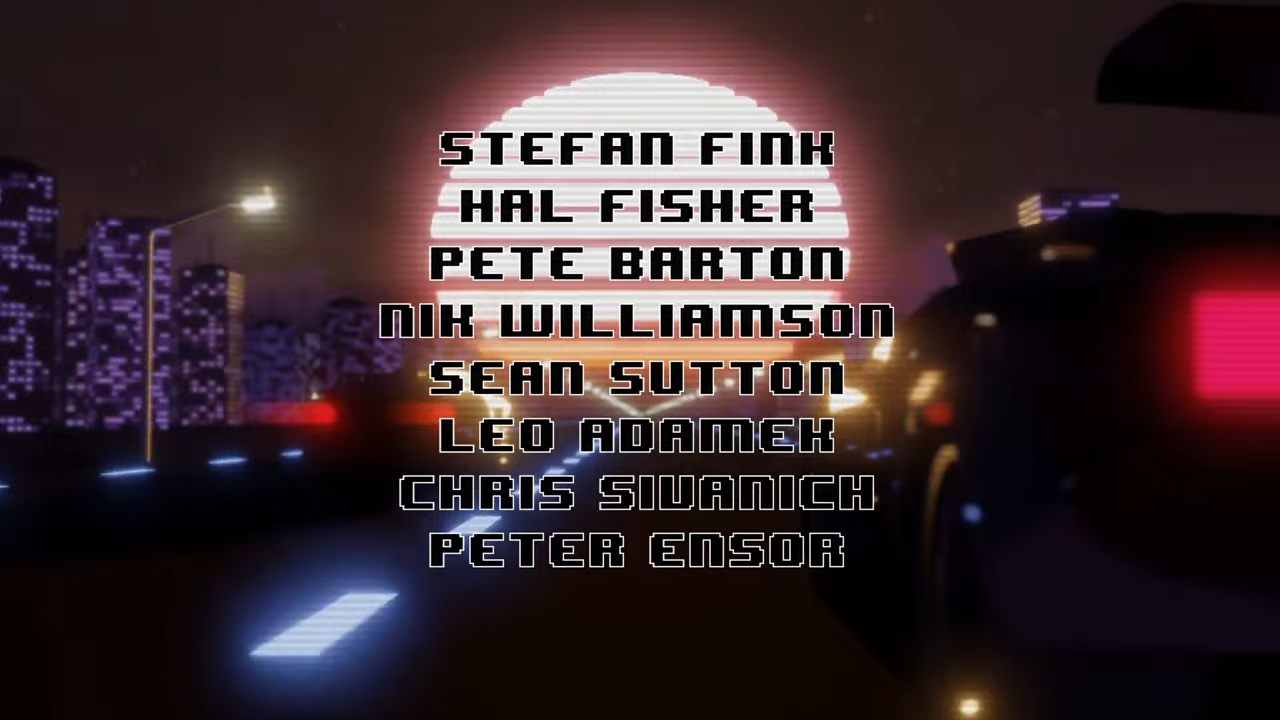 STEFAN FINK
HAL FISHER
PETE BARTON
NIK WILLIAMSON
SEAN SUTTON
LEO ADAMEK
CHRIS SIVANICH
PETER ENSOR